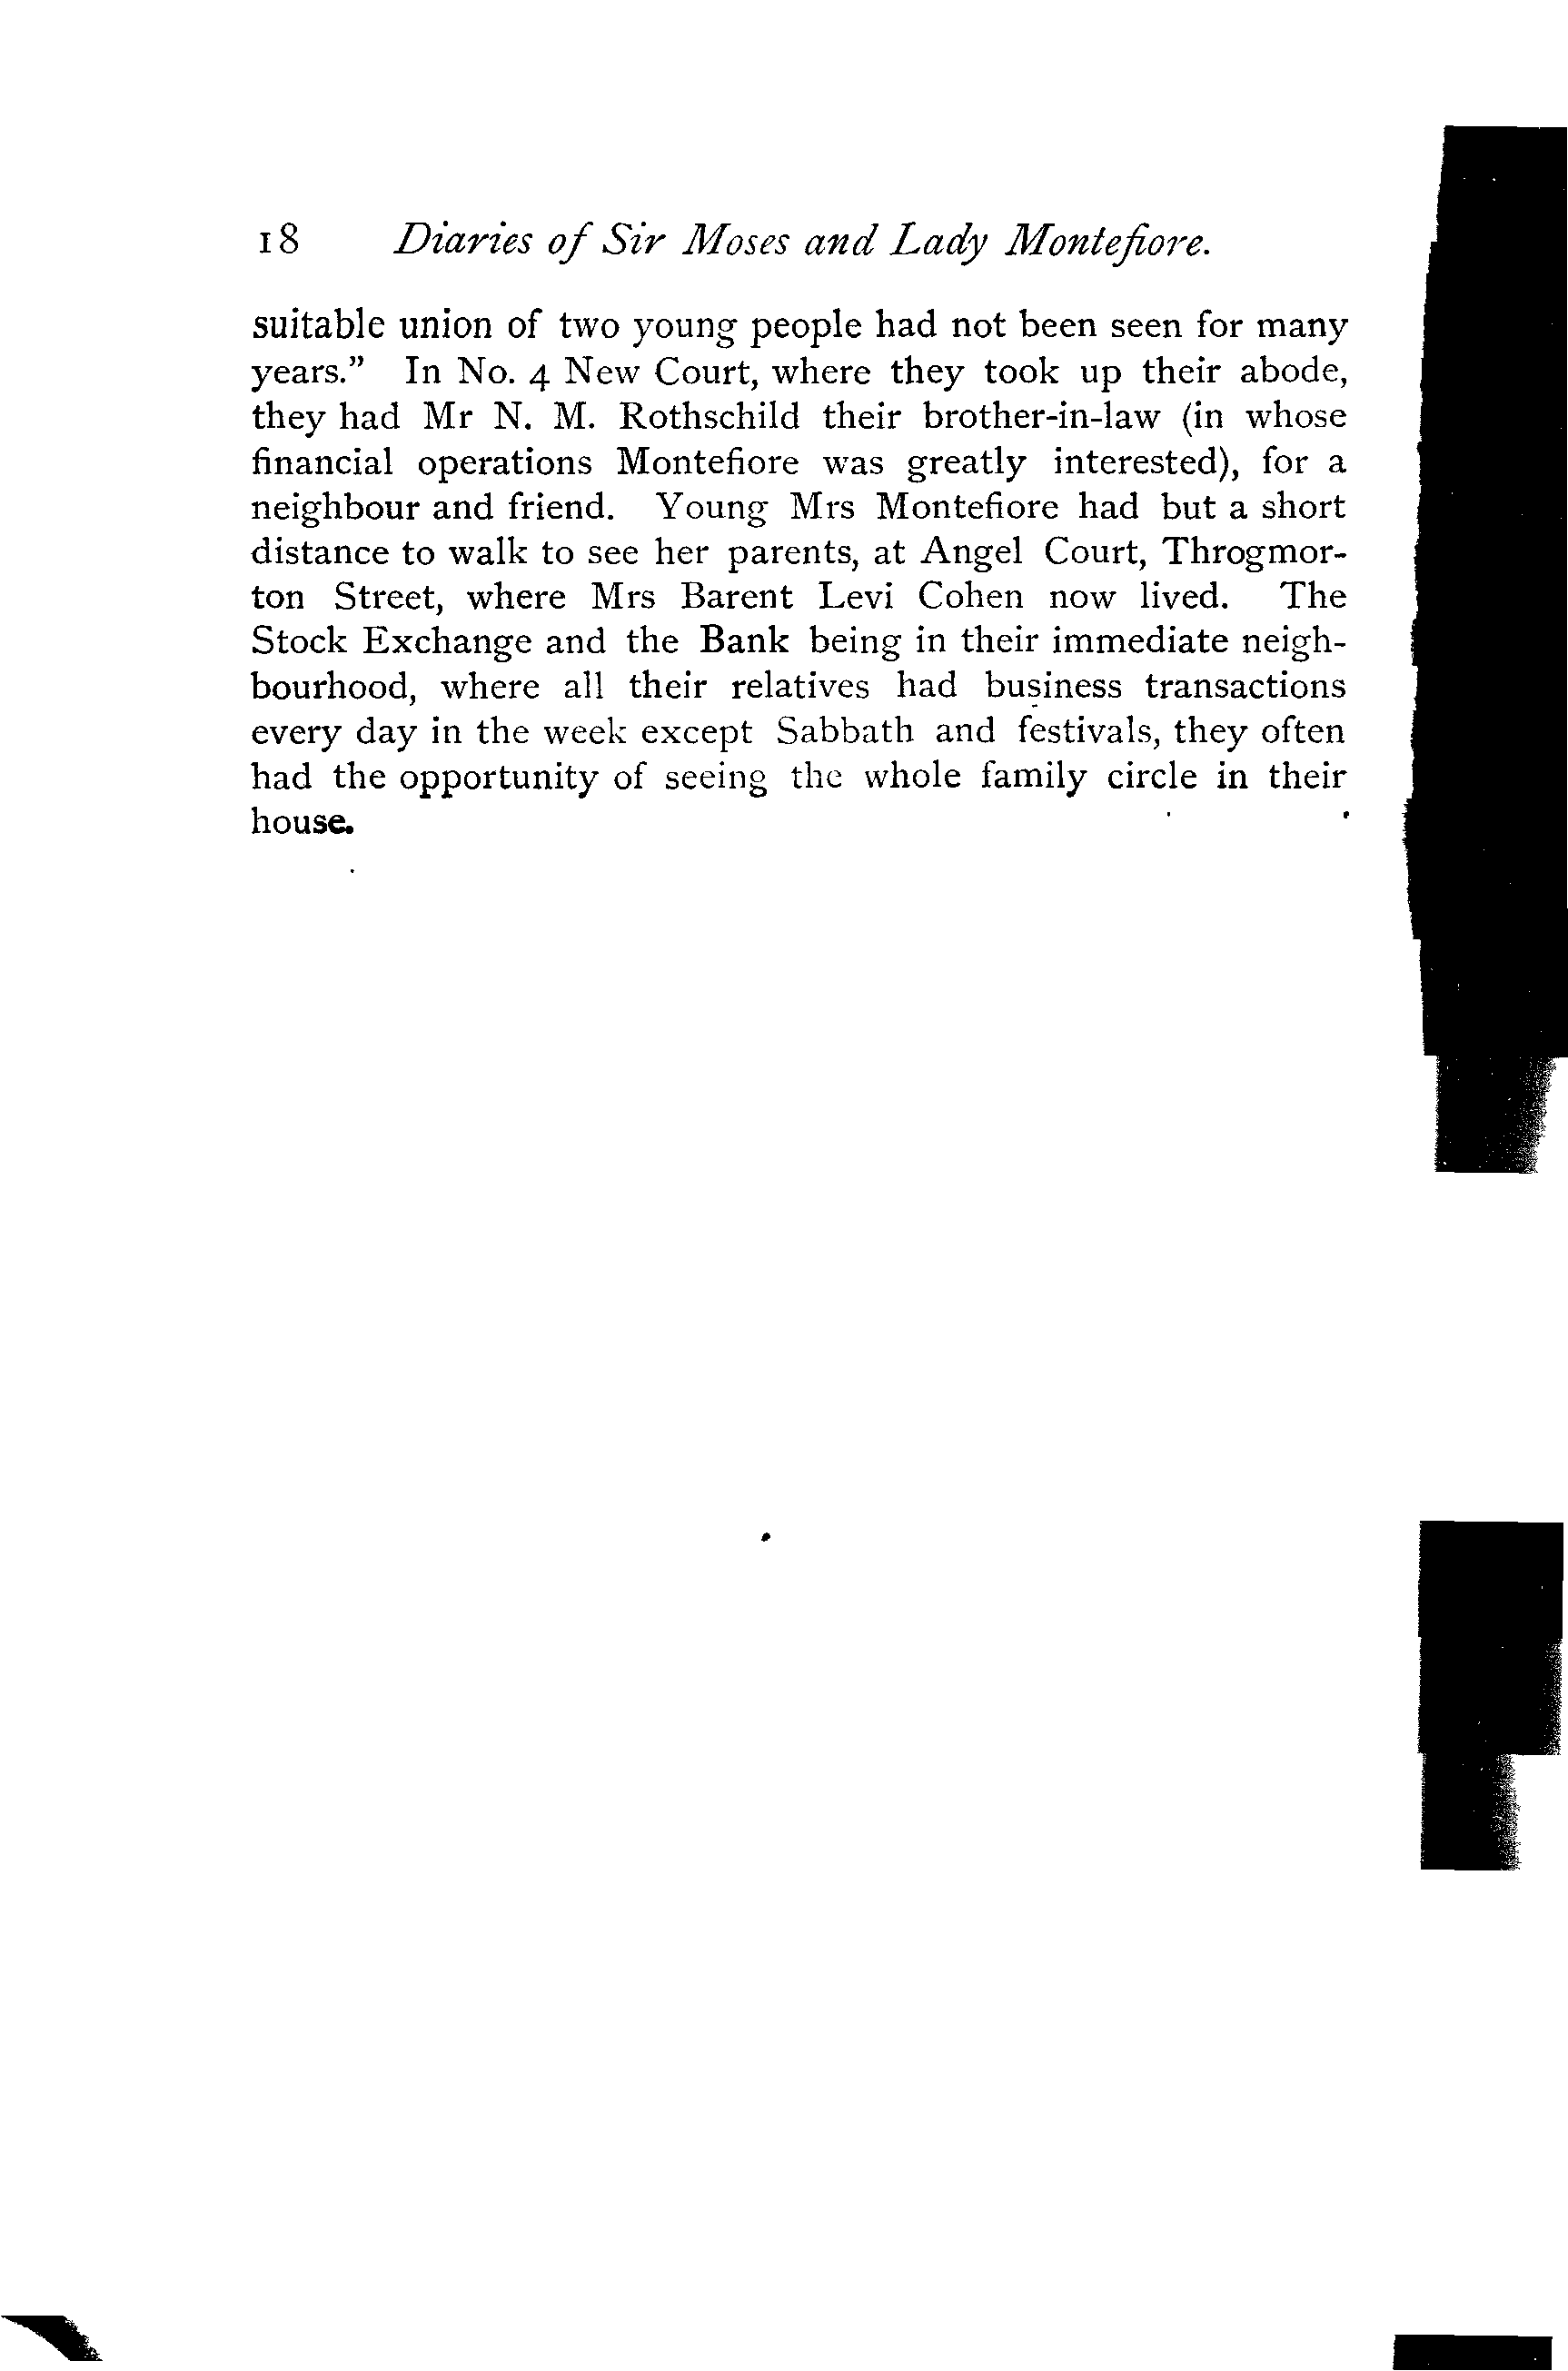 18 Diaries of Sir Moses and Lady Montefiore.
suitable union of two young people had not been seen for many
years.” In No. 4 New Court, where they took up their abode,
they had Mr N. M. Rothschild their brother-in-law (in whose
financial operations Montefiore was greatly interested), for a
neighbour and friend. Young Mrs Montefiore had but a short
distance to walk to see her parents, at Angel Court, Throgmor-
ton Street, where Mrs Barent Levi Cohen now lived. The
Stock Exchange and the Bank being in their immediate neigh-
bourhood, where all their relatives had business transactions
every day in the week except Sabbath and festivals, they often
had the opportunity of seeing the whole family circle in their
house.